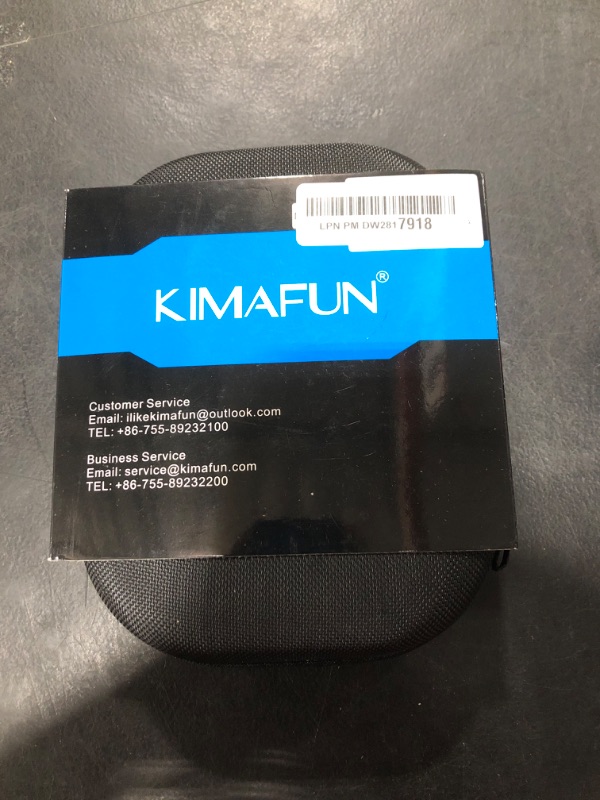 LPN PM DW2817918
KIMAFUN®
Customer Service
Email: ilikekimafun@outlook.com
TEL: +86-755-89232100
Business Service
Email: service@kimafun.com
TEL: +86-755-89232200